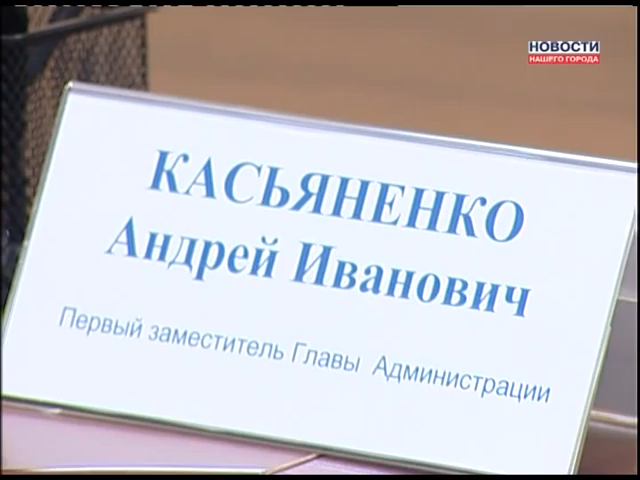 НОВОСТИ
НАШЕГО ГОРОДА
КАСЬЯНЕНКО
Андрей Иванович
Первый заместитель Главы Администрации